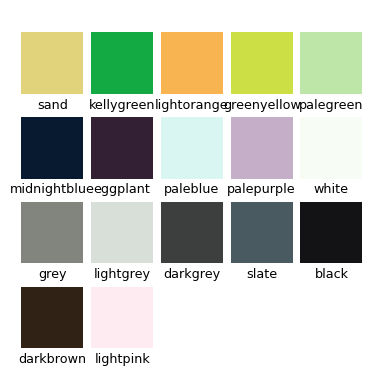 sand kellygreen lightorange greenyellow palegreen
midnightblue eggplant paleblue palepurple white
grey lightgrey darkgrey slate black
darkbrown lightpink